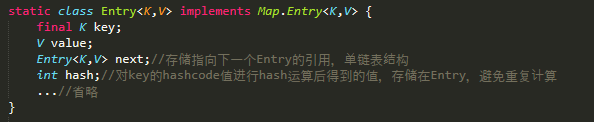 static class Entry<K,V> implements Map.Entry<K,V> {
final K key;
V value;
Entry<K,V> next;//存储指向下一个Entry的引用，单链表结构
int hash;//对key的hashcode值进行hash运算后得到的值，存储在Entry，避免重复计算
...//省略
}